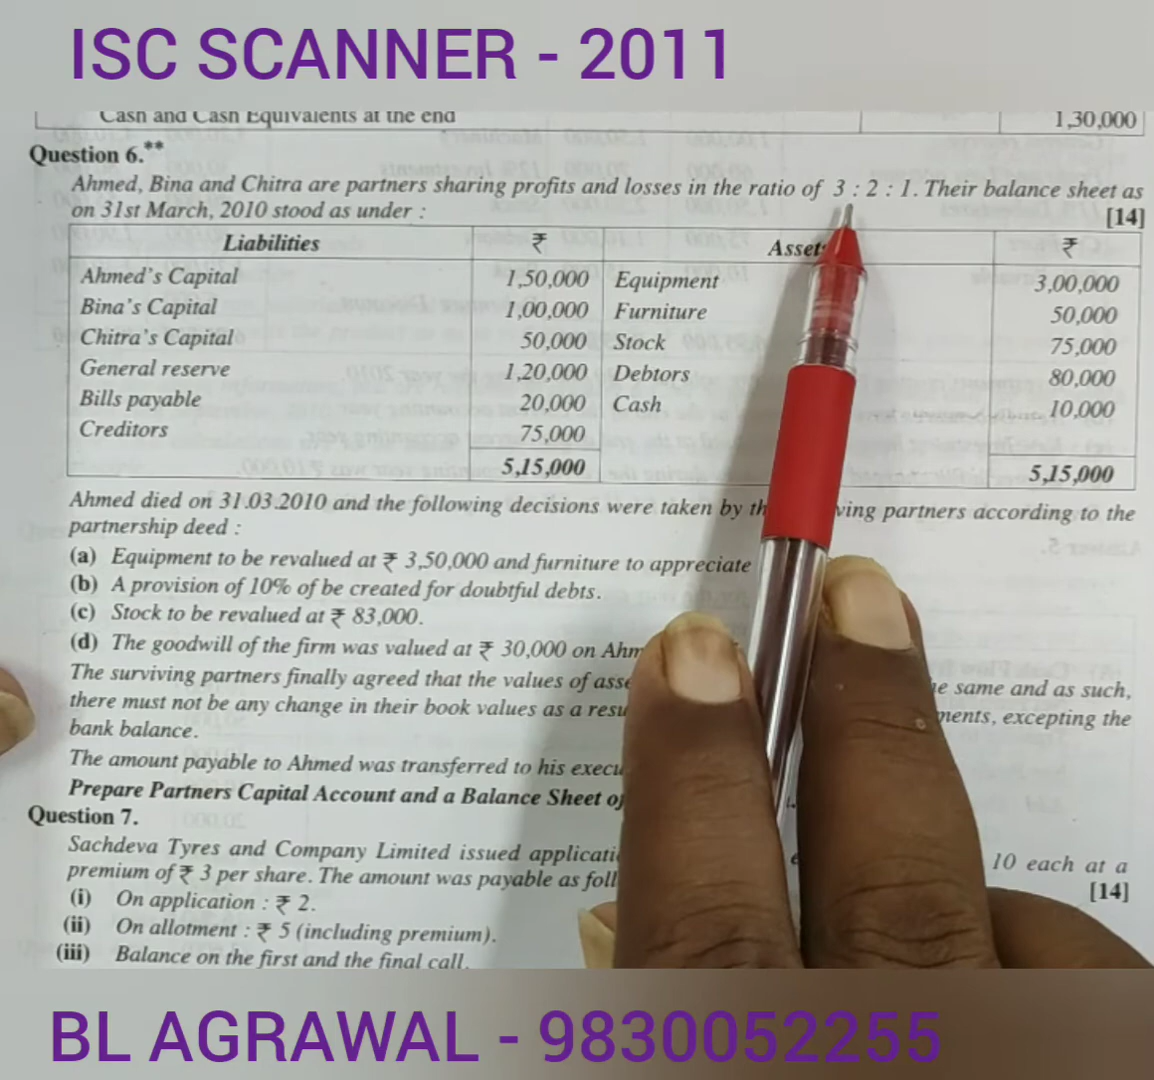 ISC SCANNER - 2011
Cash and Cash Equivalents at the end 1,30,000
Question 6.**
Ahmed, Bina and Chitra are partners sharing profits and losses in the ratio of 3 : 2 : 1. Their balance sheet as
on 31st March, 2010 stood as under : [14]
Liabilities ₹ Assets ₹
Ahmed's Capital 1,50,000 Equipment 3,00,000
Bina's Capital 1,00,000 Furniture 50,000
Chitra's Capital 50,000 Stock 75,000
General reserve 1,20,000 Debtors 80,000
Bills payable 20,000 Cash 10,000
Creditors 75,000
5,15,000 5,15,000
Ahmed died on 31.03.2010 and the following decisions were taken by th ving partners according to the
partnership deed :
(a) Equipment to be revalued at ₹ 3,50,000 and furniture to appreciate
(b) A provision of 10% of be created for doubtful debts.
(c) Stock to be revalued at ₹ 83,000.
(d) The goodwill of the firm was valued at ₹ 30,000 on Ahm
The surviving partners finally agreed that the values of asse e same and as such,
there must not be any change in their book values as a resu ments, excepting the
bank balance.
The amount payable to Ahmed was transferred to his execu
Prepare Partners Capital Account and a Balance Sheet o
Question 7.
Sachdeva Tyres and Company Limited issued applicati 10 each at a
premium of ₹ 3 per share. The amount was payable as foll [14]
(i) On application : ₹ 2.
(ii) On allotment : ₹ 5 (including premium).
(iii) Balance on the first and the final call.
BL AGRAWAL - 9830052255